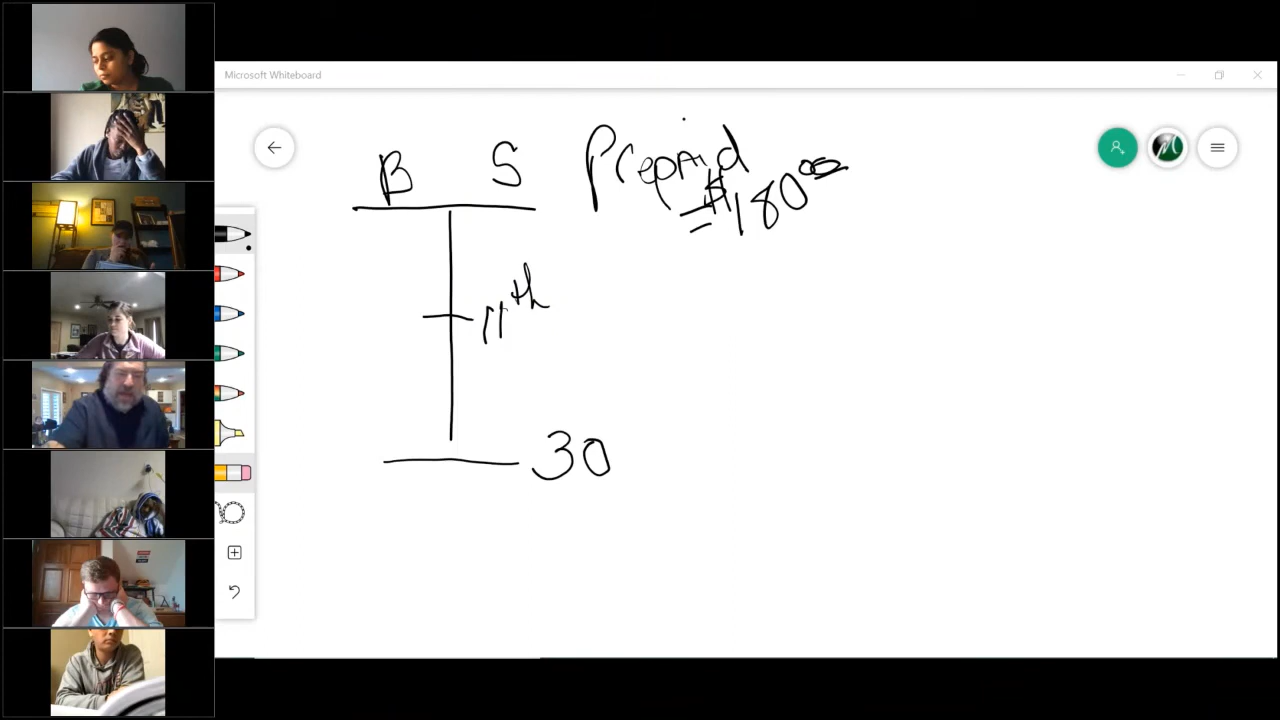 Microsoft Whiteboard
B S Prepaid
= $180.00
11th
30